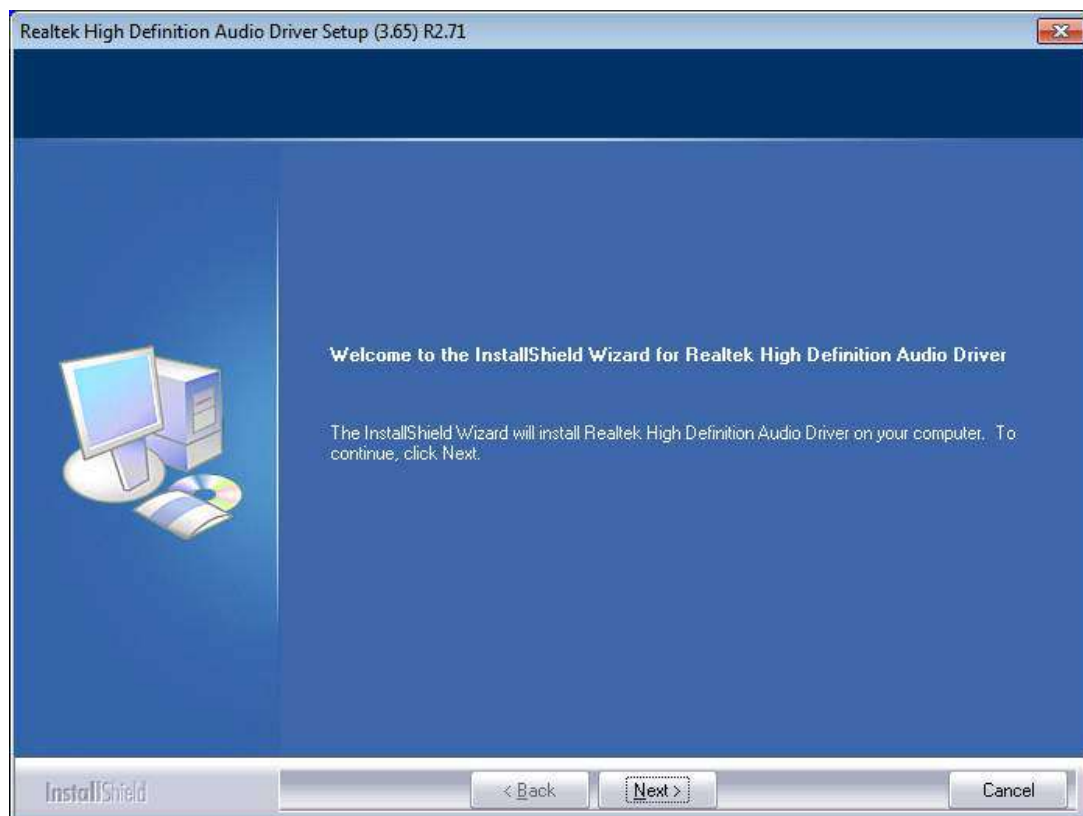 Realtek High Definition Audio Driver Setup (3.65) R2.71
Welcome to the InstallShield Wizard for Realtek High Definition Audio Driver
The InstallShield Wizard will install Realtek High Definition Audio Driver on your computer. To
continue, click Next.
InstallShield
< Back
Next >
Cancel